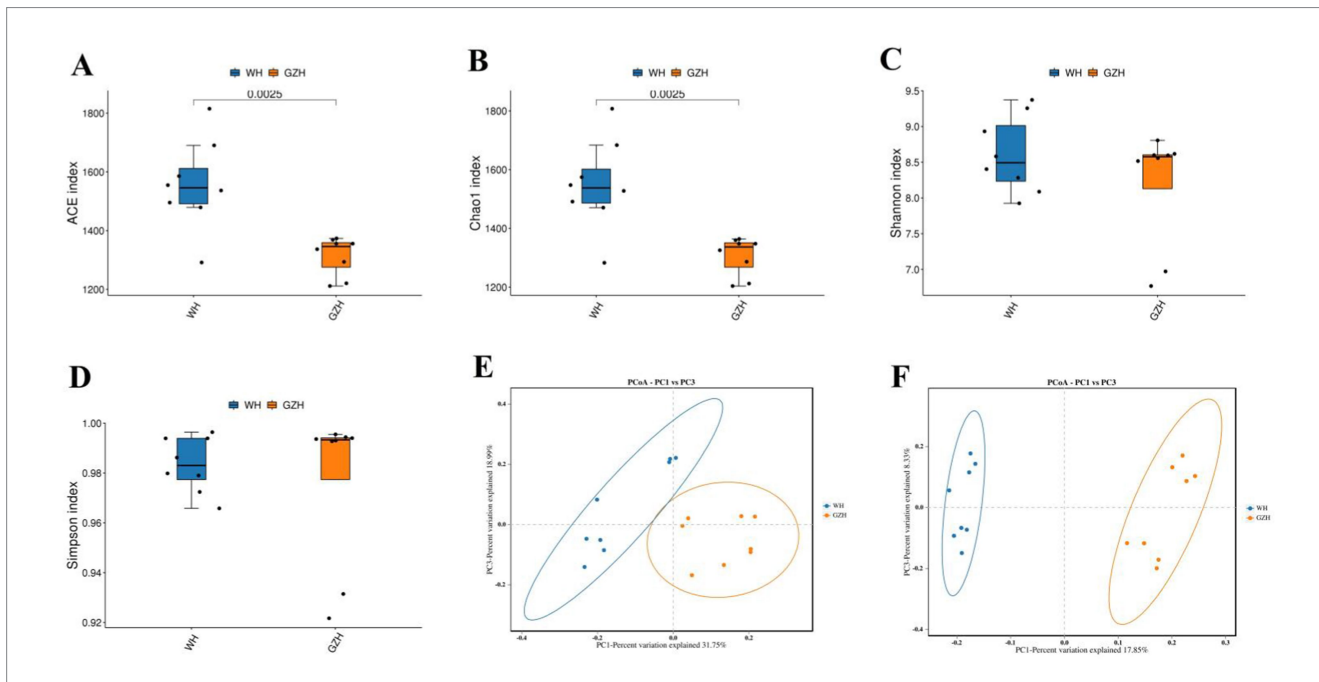 A
WH GZH
0.0025
1800
1600
1400
1200
ACE index
WH
GZH
B
WH GZH
0.0025
1800
1600
1400
1200
Chao1 index
WH
GZH
C
WH GZH
9.5
9.0
8.5
8.0
7.5
7.0
Shannon index
WH
GZH
D
WH GZH
1.00
0.98
0.96
0.94
0.92
Simpson index
WH
GZH
E
PCoA - PC1 vs PC3
0.4
0.2
0.0
-0.2
PC3-Percent variation explained 18.99%
-0.4
-0.2
0.0
0.2
PC1-Percent variation explained 31.75%
WH
GZH
F
PCoA - PC1 vs PC3
0.2
0.0
-0.2
-0.4
PC3-Percent variation explained 8.33%
-0.2
-0.1
0.0
0.1
0.2
0.3
PC1-Percent variation explained 17.85%
WH
GZH